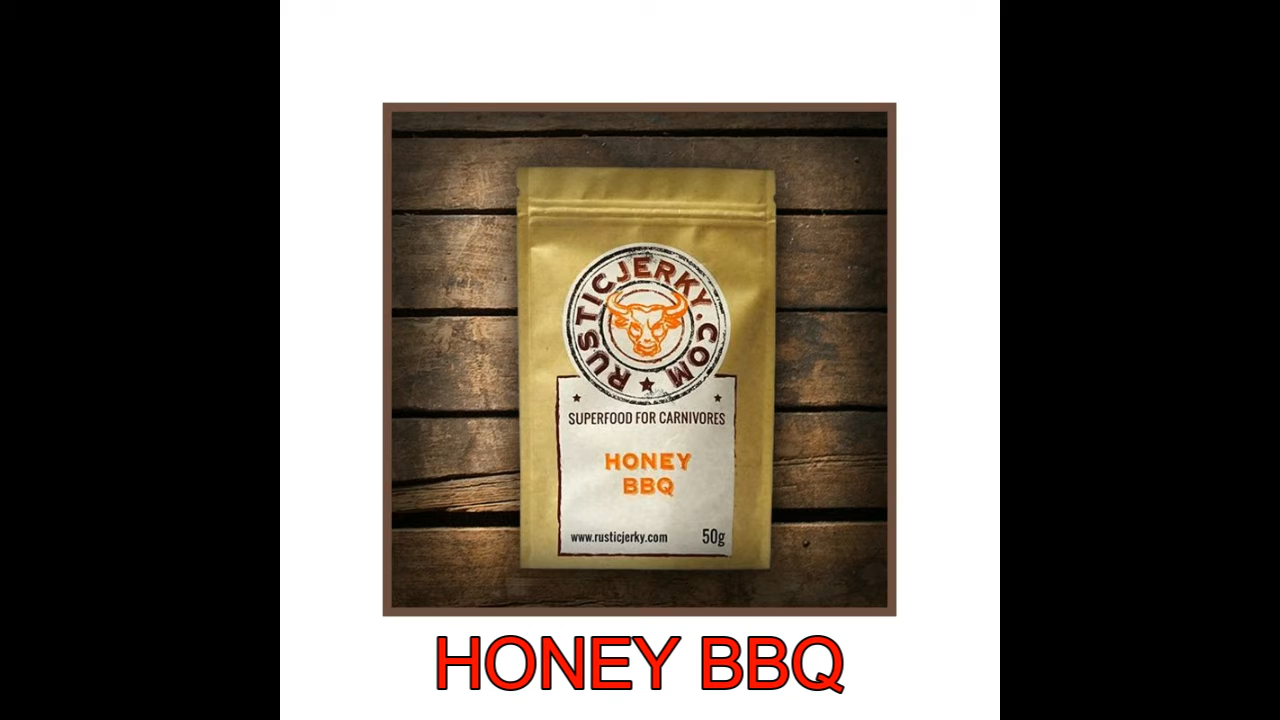 RUSTICJERKY.COM
SUPERFOOD FOR CARNIVORES
HONEY
BBQ
www.rusticjerky.com 50g
HONEY BBQ